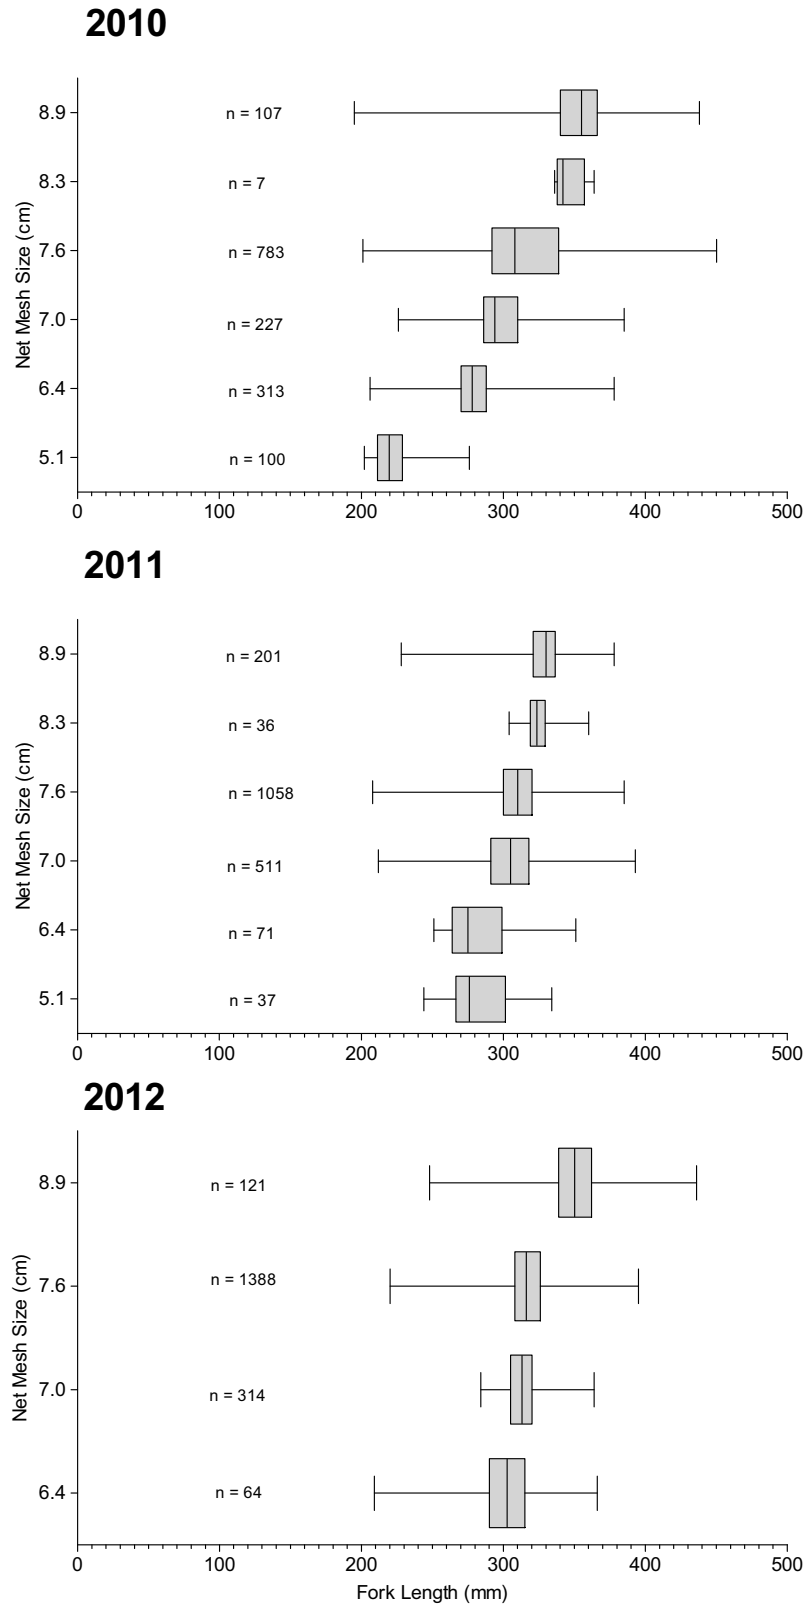 2010
8.9
n = 107
8.3
n = 7
7.6
n = 783
7.0
n = 227
6.4
n = 313
5.1
n = 100
Net Mesh Size (cm)
0 100 200 300 400 500
2011
8.9
n = 201
8.3
n = 36
7.6
n = 1058
7.0
n = 511
6.4
n = 71
5.1
n = 37
Net Mesh Size (cm)
0 100 200 300 400 500
2012
8.9
n = 121
7.6
n = 1388
7.0
n = 314
6.4
n = 64
Net Mesh Size (cm)
0 100 200 300 400 500
Fork Length (mm)